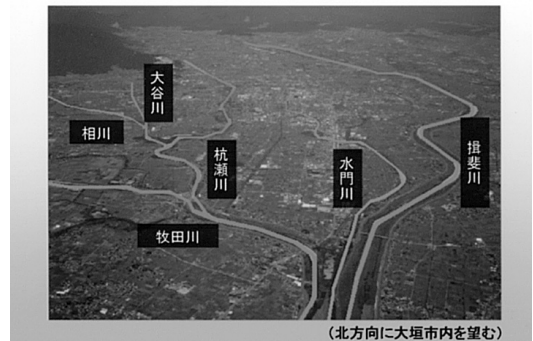 大谷川
相川
杭瀬川
水門川
揖斐川
牧田川
(北方向に大垣市内を望む)